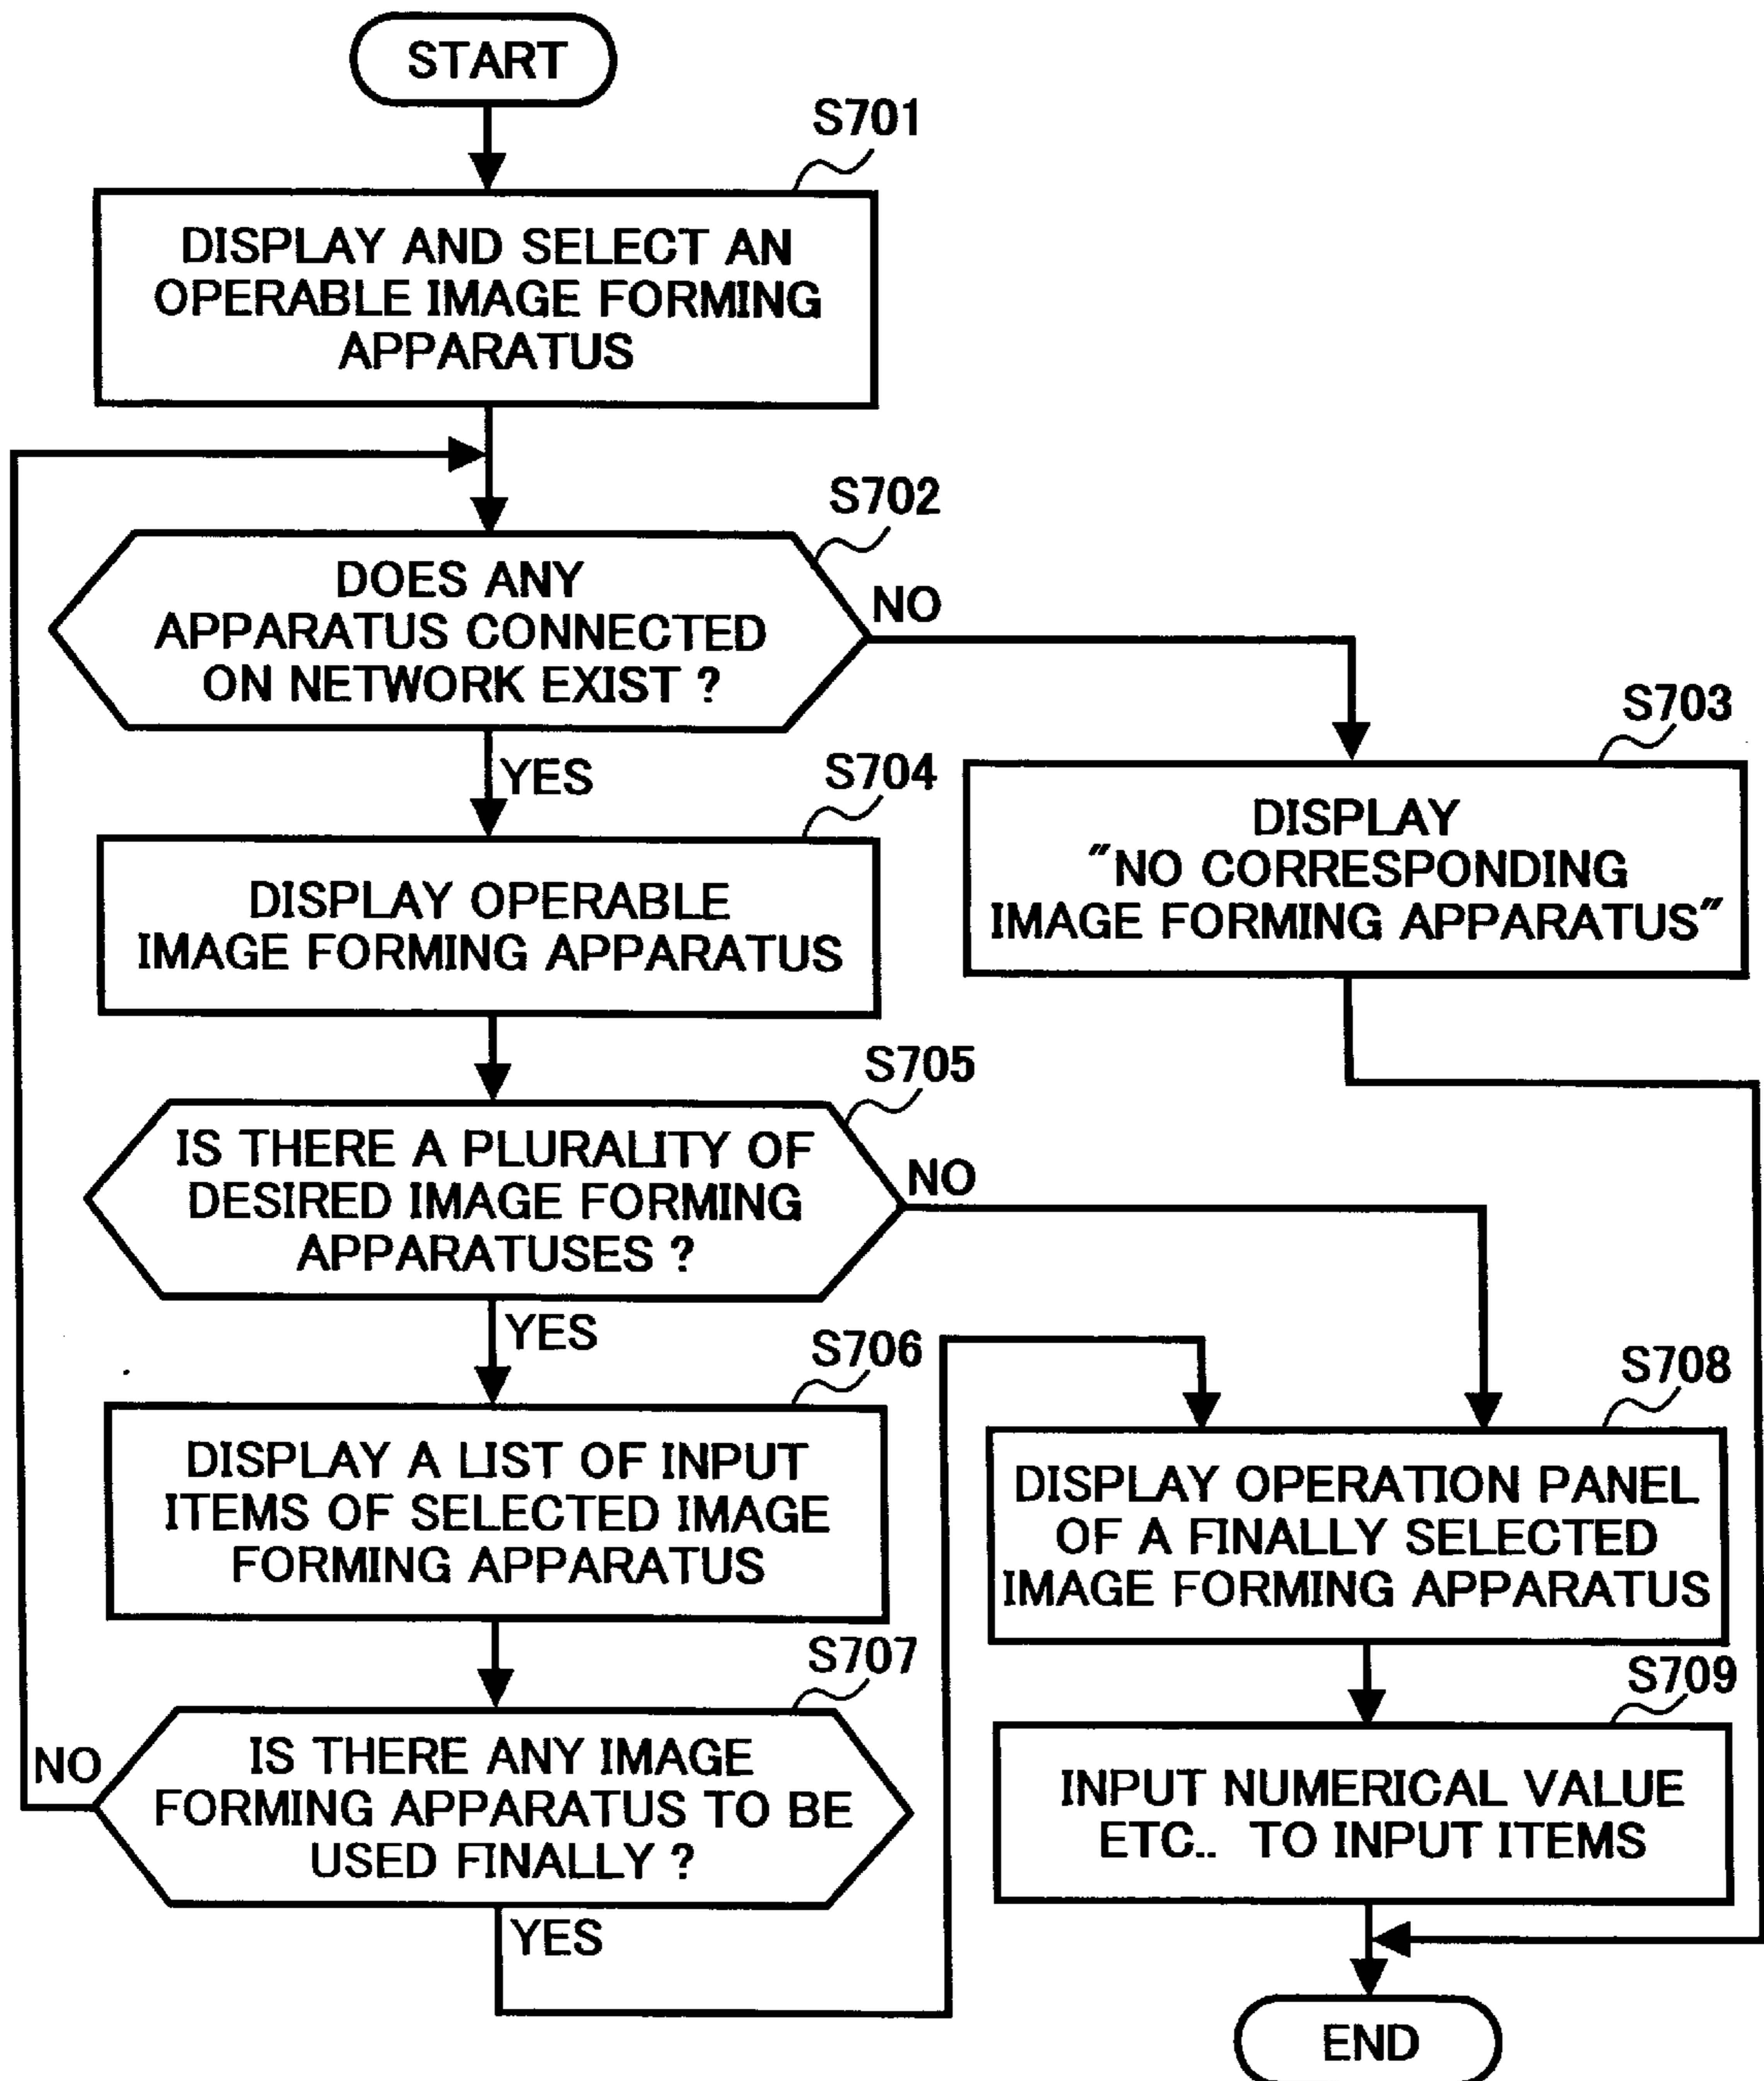 START
S701
DISPLAY AND SELECT AN
OPERABLE IMAGE FORMING
APPARATUS
S702
DOES ANY
APPARATUS CONNECTED
ON NETWORK EXIST ?
NO
YES
S703
DISPLAY
"NO CORRESPONDING
IMAGE FORMING APPARATUS"
S704
DISPLAY OPERABLE
IMAGE FORMING APPARATUS
S705
IS THERE A PLURALITY OF
DESIRED IMAGE FORMING
APPARATUSES ?
NO
YES
S706
DISPLAY A LIST OF INPUT
ITEMS OF SELECTED IMAGE
FORMING APPARATUS
S707
IS THERE ANY IMAGE
FORMING APPARATUS TO BE
USED FINALLY ?
NO
YES
S708
DISPLAY OPERATION PANEL
OF A FINALLY SELECTED
IMAGE FORMING APPARATUS
S709
INPUT NUMERICAL VALUE
ETC.. TO INPUT ITEMS
END